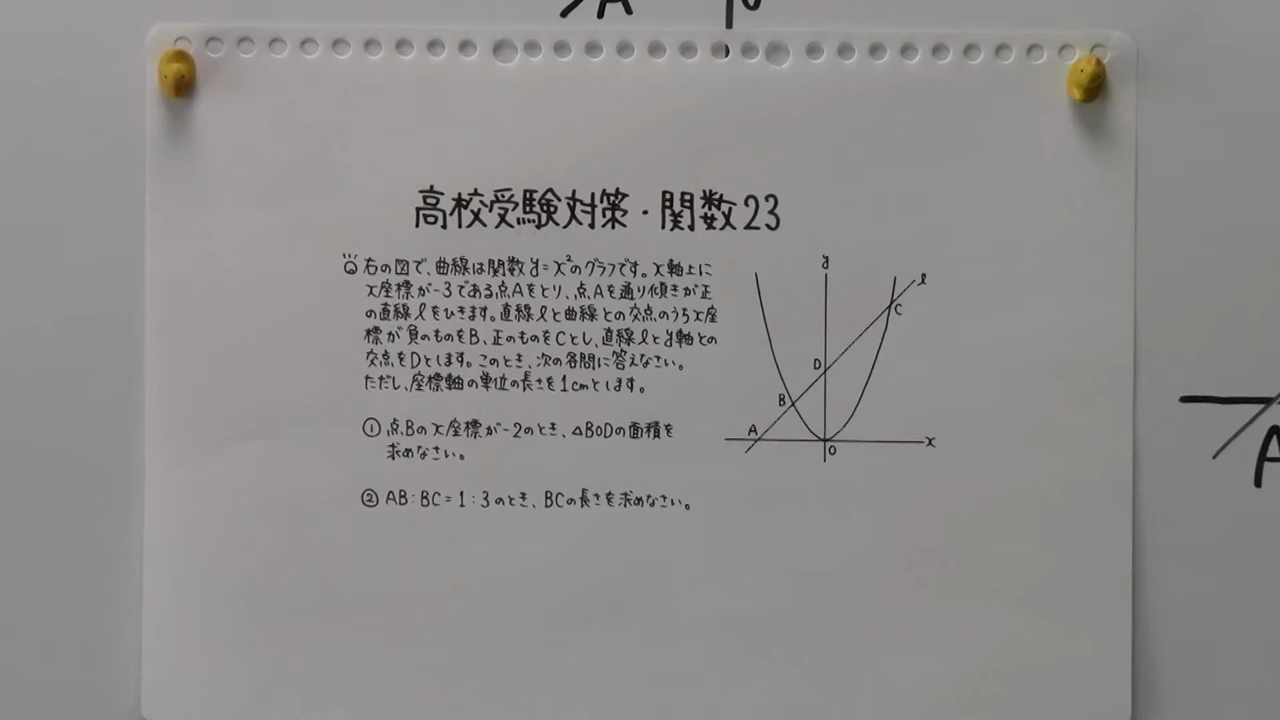 高校受験対策・関数23
Q 右の図で、曲線は関数y=x²のグラフです。x軸上に
x座標が-3である点Aをとり、点Aを通り傾きが正
の直線ℓをひきます。直線ℓと曲線との交点のうちx座
標が負のものをB、正のものをCとし、直線ℓとy軸との
交点をDとします。このとき、次の各問に答えなさい。
ただし、座標軸の単位の長さを1cmとします。
① 点Bのx座標が-2のとき、△BODの面積を
求めなさい。
② AB:BC=1:3のとき、BCの長さを求めなさい。
y
ℓ
C
D
B
A
O
x
A